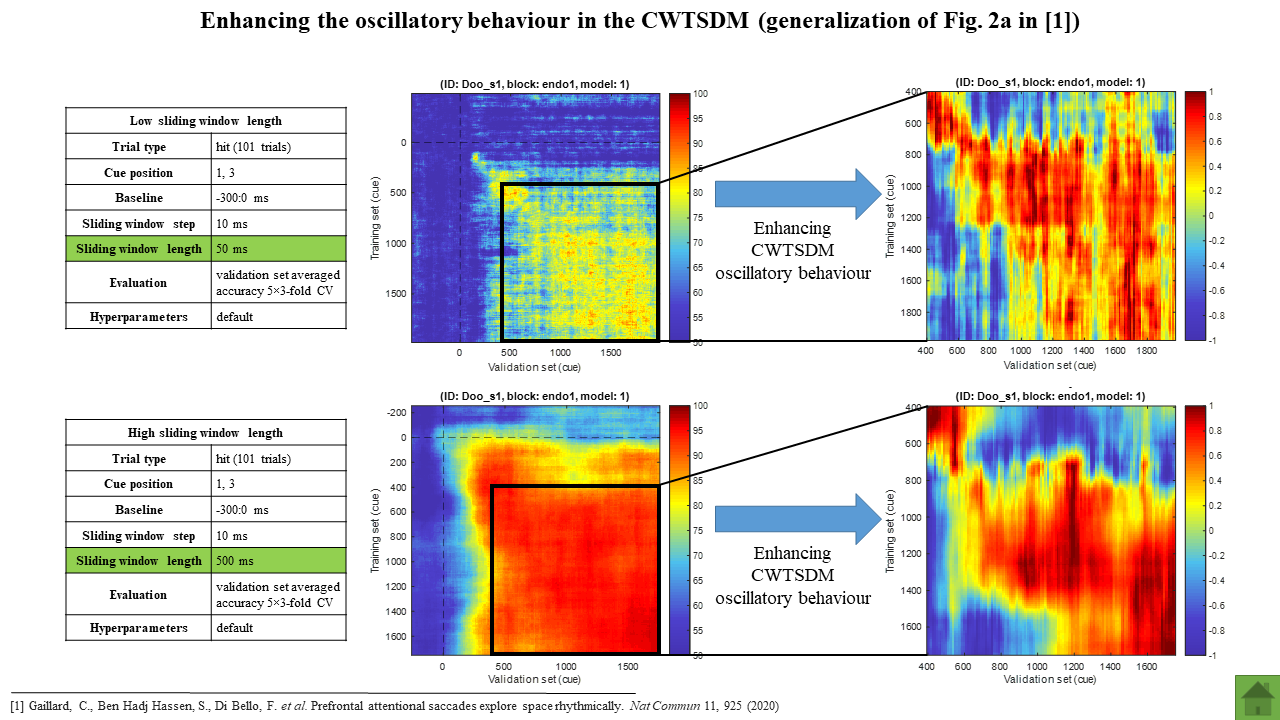 Enhancing the oscillatory behaviour in the CWTSDM (generalization of Fig. 2a in [1])
Low sliding window length
Trial type hit (101 trials)
Cue position 1, 3
Baseline -300:0 ms
Sliding window step 10 ms
Sliding window length 50 ms
Evaluation validation set averaged
accuracy 5×3-fold CV
Hyperparameters default
(ID: Doo_s1, block: endo1, model: 1)
Training set (cue)
0
500
1000
1500
0 500 1000 1500
Validation set (cue)
100
95
90
85
80
75
70
65
60
55
50
Enhancing
CWTSDM
oscillatory behaviour
(ID: Doo_s1, block: endo1, model: 1)
Training set (cue)
400
600
800
1000
1200
1400
1600
1800
400 600 800 1000 1200 1400 1600 1800
Validation set (cue)
1
0.8
0.6
0.4
0.2
0
-0.2
-0.4
-0.6
-0.8
-1
High sliding window length
Trial type hit (101 trials)
Cue position 1, 3
Baseline -300:0 ms
Sliding window step 10 ms
Sliding window length 500 ms
Evaluation validation set averaged
accuracy 5×3-fold CV
Hyperparameters default
(ID: Doo_s1, block: endo1, model: 1)
Training set (cue)
-200
0
200
400
600
800
1000
1200
1400
1600
0 500 1000 1500
Validation set (cue)
100
95
90
85
80
75
70
65
60
55
50
Enhancing
CWTSDM
oscillatory behaviour
(ID: Doo_s1, block: endo1, model: 1)
Training set (cue)
400
600
800
1000
1200
1400
1600
400 600 800 1000 1200 1400 1600
Validation set (cue)
1
0.8
0.6
0.4
0.2
0
-0.2
-0.4
-0.6
-0.8
-1
[1] Gaillard, C., Ben Hadj Hassen, S., Di Bello, F. et al. Prefrontal attentional saccades explore space rhythmically. Nat Commun 11, 925 (2020)